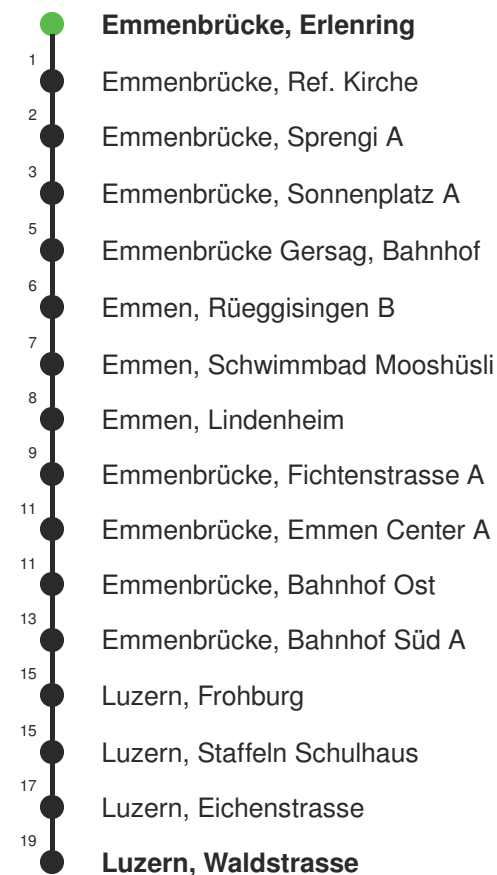 Emmenbrücke, Erlenring
1
Emmenbrücke, Ref. Kirche
2
Emmenbrücke, Sprengi A
3
Emmenbrücke, Sonnenplatz A
5
Emmenbrücke Gersag, Bahnhof
6
Emmen, Rüeggisingen B
7
Emmen, Schwimmbad Mooshüsli
8
Emmen, Lindenheim
9
Emmenbrücke, Fichtenstrasse A
11
Emmenbrücke, Emmen Center A
11
Emmenbrücke, Bahnhof Ost
13
Emmenbrücke, Bahnhof Süd A
15
Luzern, Frohburg
15
Luzern, Staffeln Schulhaus
17
Luzern, Eichenstrasse
19
Luzern, Waldstrasse